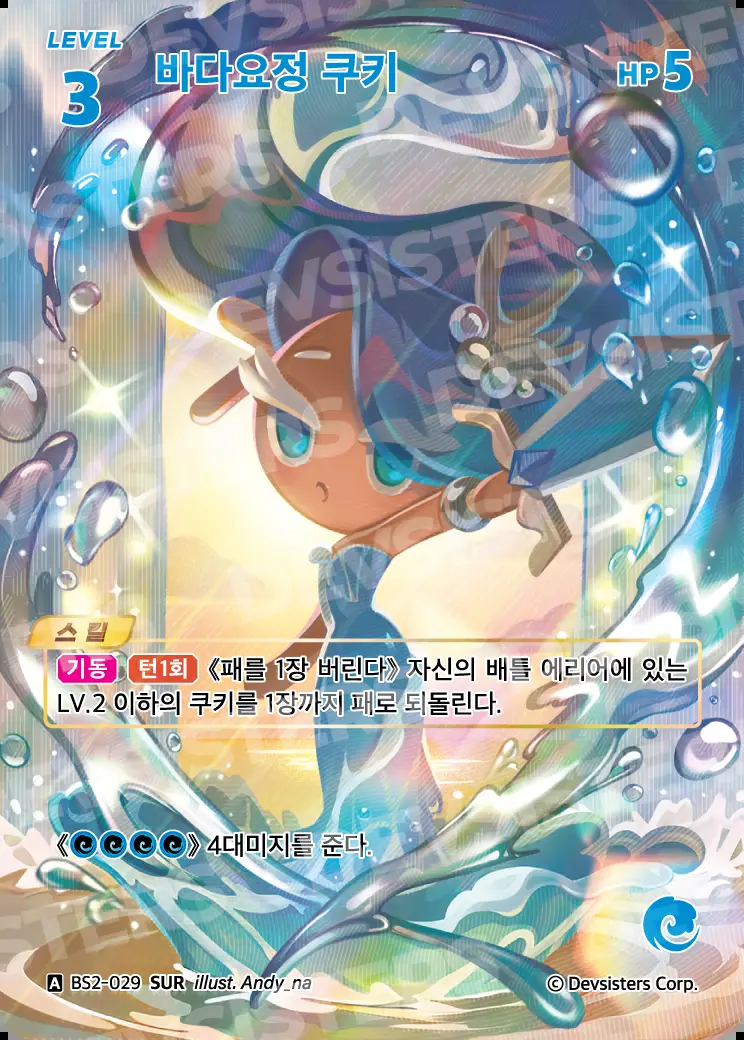 LEVEL
3
바다요정 쿠키
HP 5
스킬
기동 턴1회 《패를 1장 버린다》 자신의 배틀 에리어에 있는
LV.2 이하의 쿠키를 1장까지 패로 되돌린다.
《》 4대미지를 준다.
A BS2-029 SUR illust. Andy_na
© Devsisters Corp.
DEVSISTERS